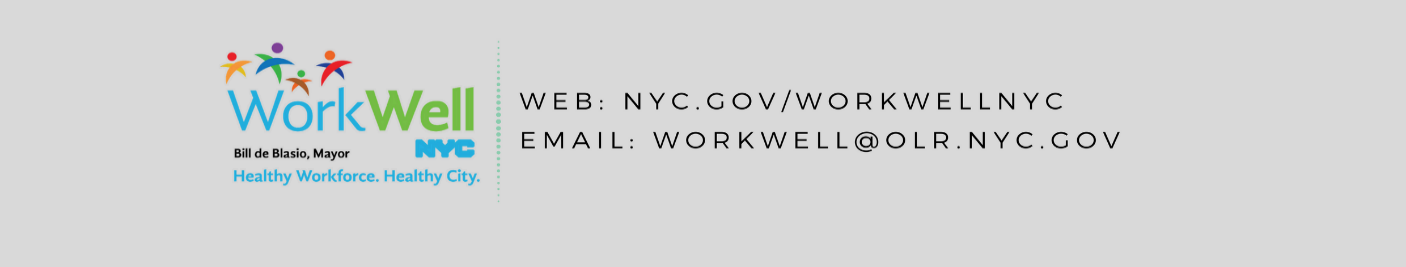 WorkWell
NYC
Bill de Blasio, Mayor
Healthy Workforce. Healthy City.
WEB: NYC.GOV/WORKWELLNYC
EMAIL: WORKWELL@OLR.NYC.GOV